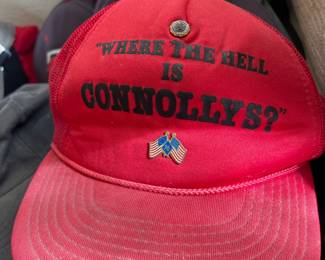 "WHERE THE HELL
IS
CONNOLLYS?"